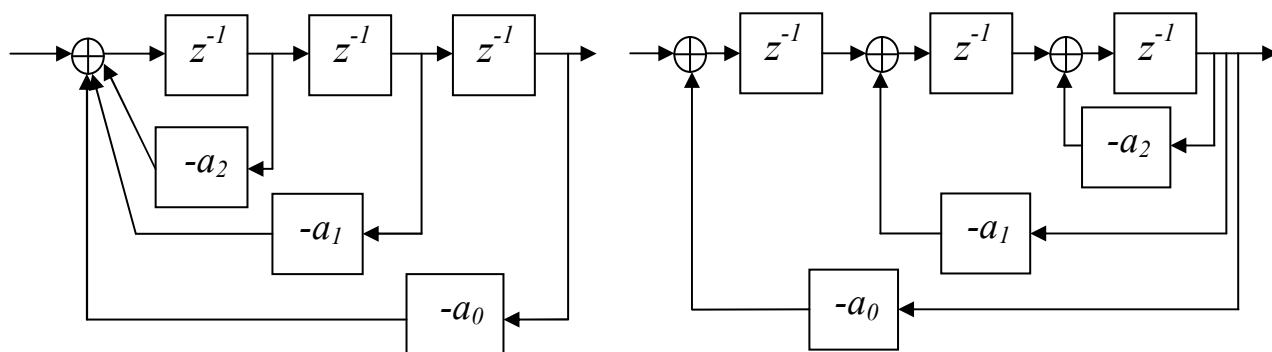 z⁻¹ z⁻¹ z⁻¹ z⁻¹ z⁻¹ z⁻¹
-a₂ -a₂
-a₁ -a₁
-a₀ -a₀